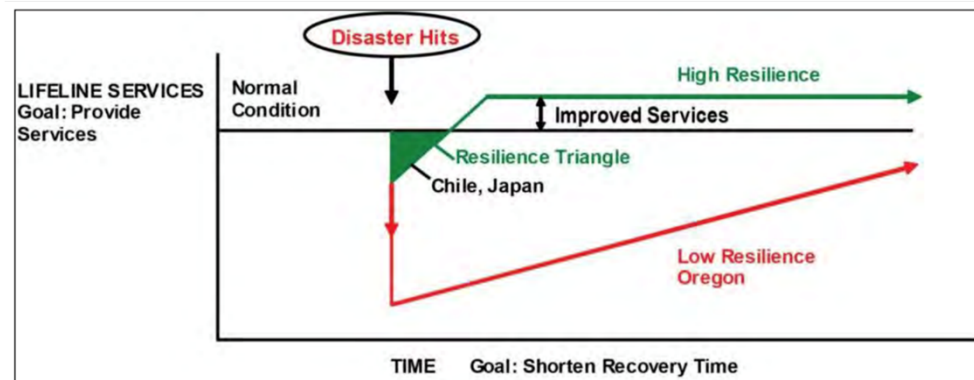 Disaster Hits
LIFELINE SERVICES
Goal: Provide
Services
Normal
Condition
High Resilience
Improved Services
Resilience Triangle
Chile, Japan
Low Resilience
Oregon
TIME Goal: Shorten Recovery Time